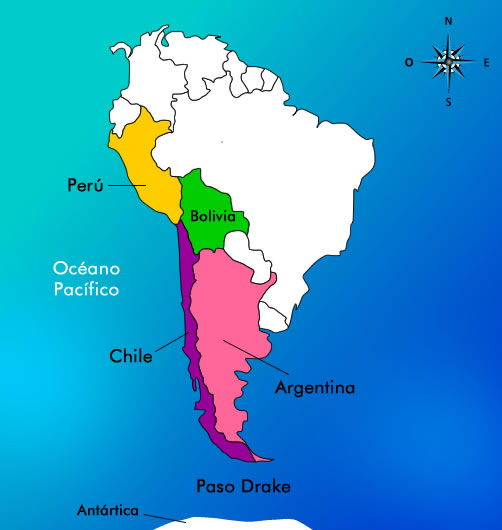 N
O
E
S
Perú
Bolivia
Océano
Pacífico
Chile
Argentina
Paso Drake
Antártica